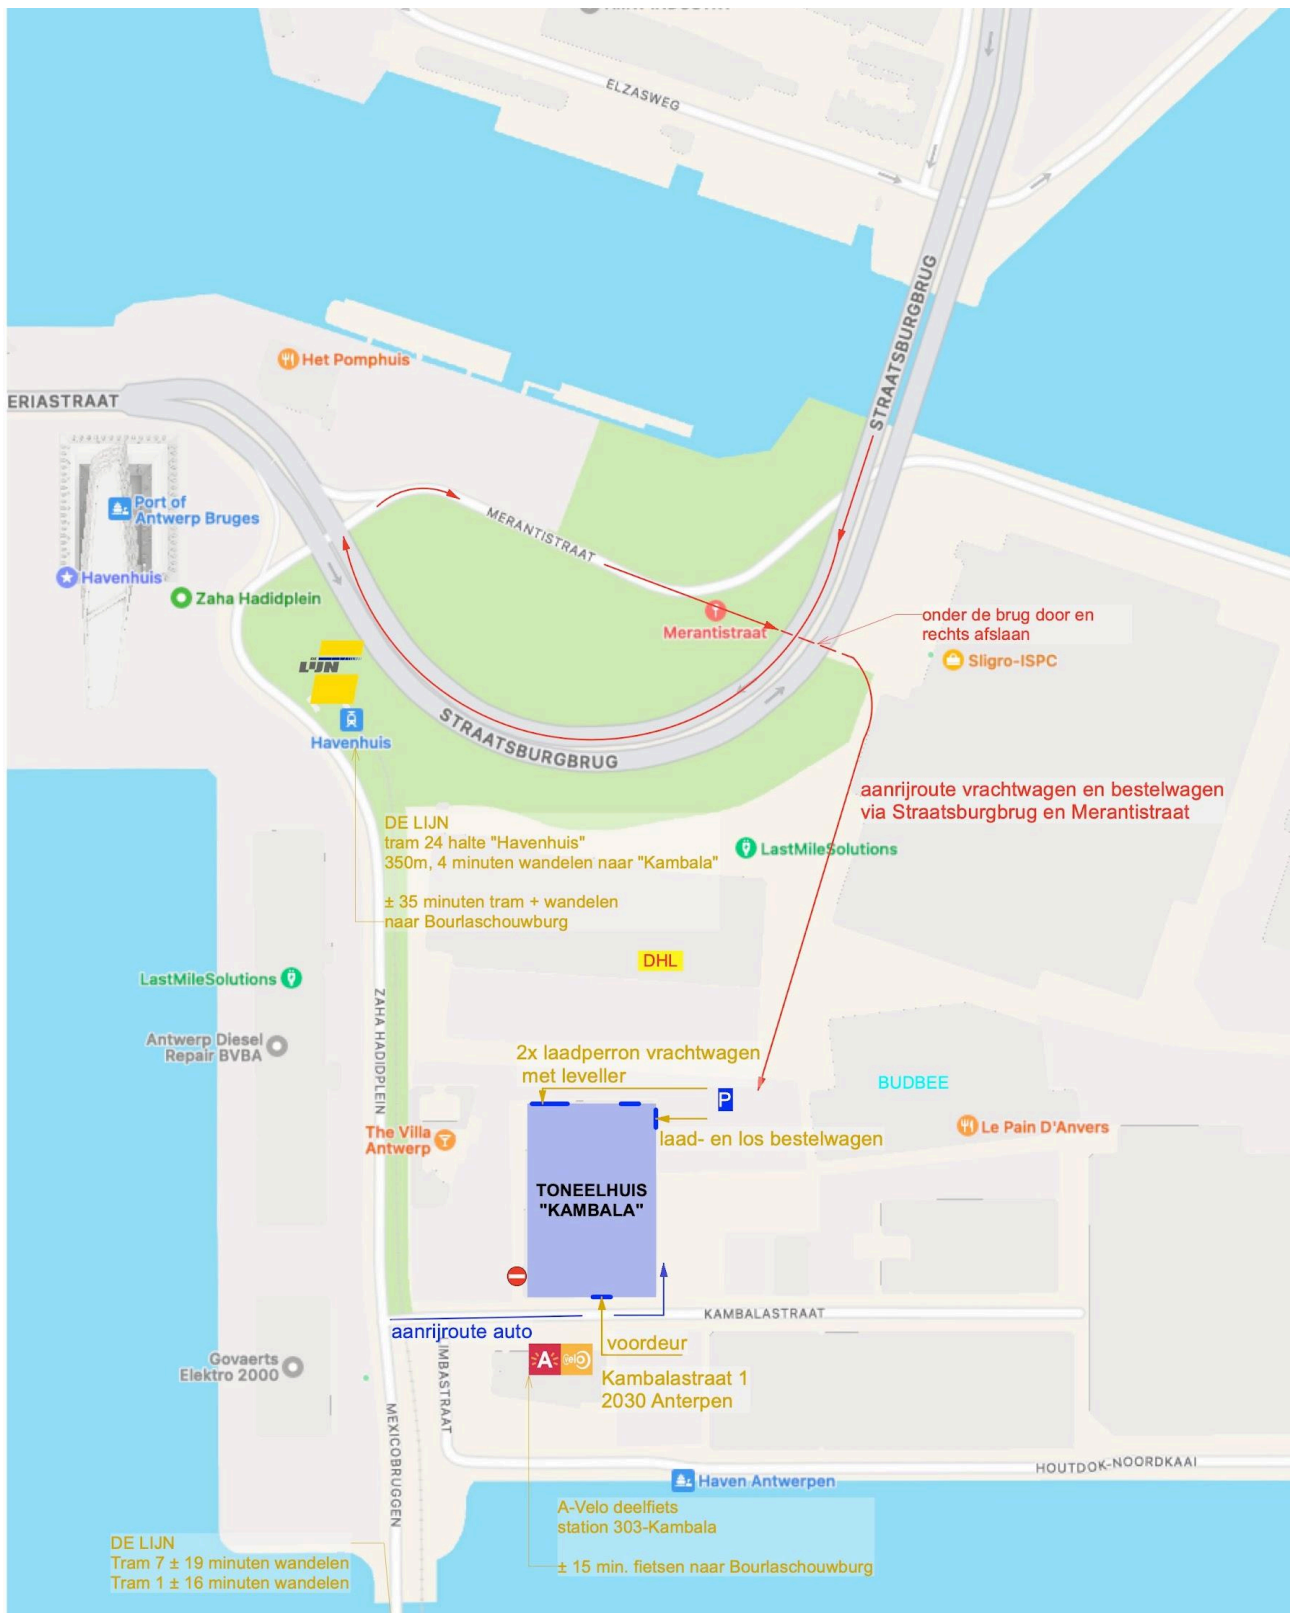 ELZASWEG
STRAATSBURGBRUG
Het Pomphuis
ERIASTRAAT
Port of
Antwerp Bruges
MERANTISTRAAT
Havenhuis
Zaha Hadidplein
Merantistraat
onder de brug door en
rechts afslaan
Sligro-ISPC
LIJN
Havenhuis
STRAATSBURGBRUG
aanrijroute vrachtwagen en bestelwagen
via Straatsburgbrug en Merantistraat
DE LIJN
tram 24 halte "Havenhuis"
350m, 4 minuten wandelen naar "Kambala"
± 35 minuten tram + wandelen
naar Bourlaschouwburg
LastMileSolutions
DHL
LastMileSolutions
ZAHA HADIDPLEIN
Antwerp Diesel
Repair BVBA
2x laadperron vrachtwagen
met leveller
P
BUDBEE
laad- en los bestelwagen
The Villa
Antwerp
Le Pain D'Anvers
TONEELHUIS
"KAMBALA"
KAMBALASTRAAT
aanrijroute auto
voordeur
A
velo
Kambalastraat 1
2030 Anterpen
Govaerts
Elektro 2000
LIMBASTRAAT
MEXICOBRUGGEN
HOUTDOK-NOORDKAAI
Haven Antwerpen
A-Velo deelfiets
station 303-Kambala
± 15 min. fietsen naar Bourlaschouwburg
DE LIJN
Tram 7 ± 19 minuten wandelen
Tram 1 ± 16 minuten wandelen